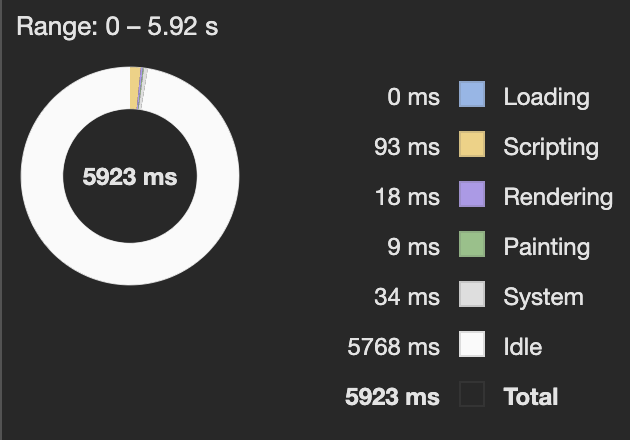 Range: 0 – 5.92 s
5923 ms
0 ms Loading
93 ms Scripting
18 ms Rendering
9 ms Painting
34 ms System
5768 ms Idle
5923 ms Total